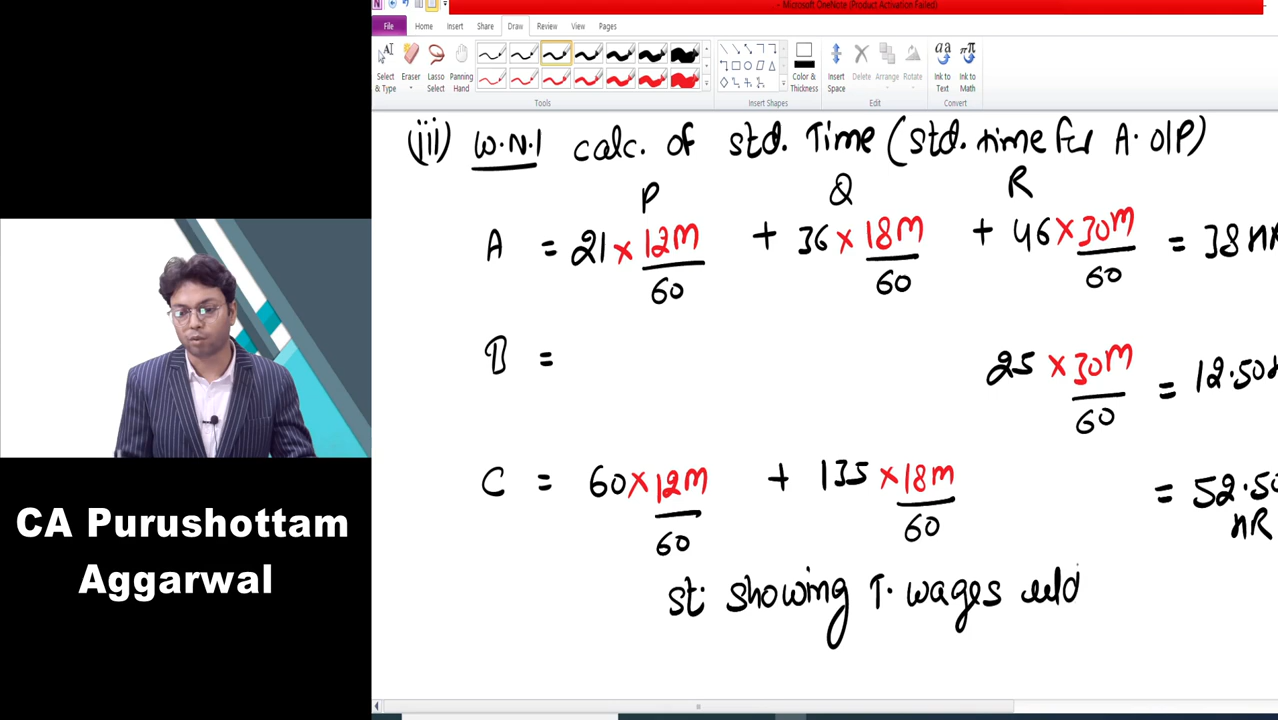 - Microsoft OneNote (Product Activation Failed)
File Home Insert Share Draw Review View Pages
Select & Type Eraser Lasso Select Panning Hand Color & Thickness Insert Space Delete Arrange Rotate Ink to Text Ink to Math
Tools Insert Shapes Edit Convert
(iii) W.N.1 calc. of std. Time (std. time for A. O/P)
P Q R
A = 21 × 12m/60 + 36 × 18m/60 + 46 × 30m/60 = 38 HR
B = 25 × 30m/60 = 12.50
C = 60 × 12m/60 + 135 × 18m/60 = 52.50 HR
st: showing T. wages
CA Purushottam
Aggarwal